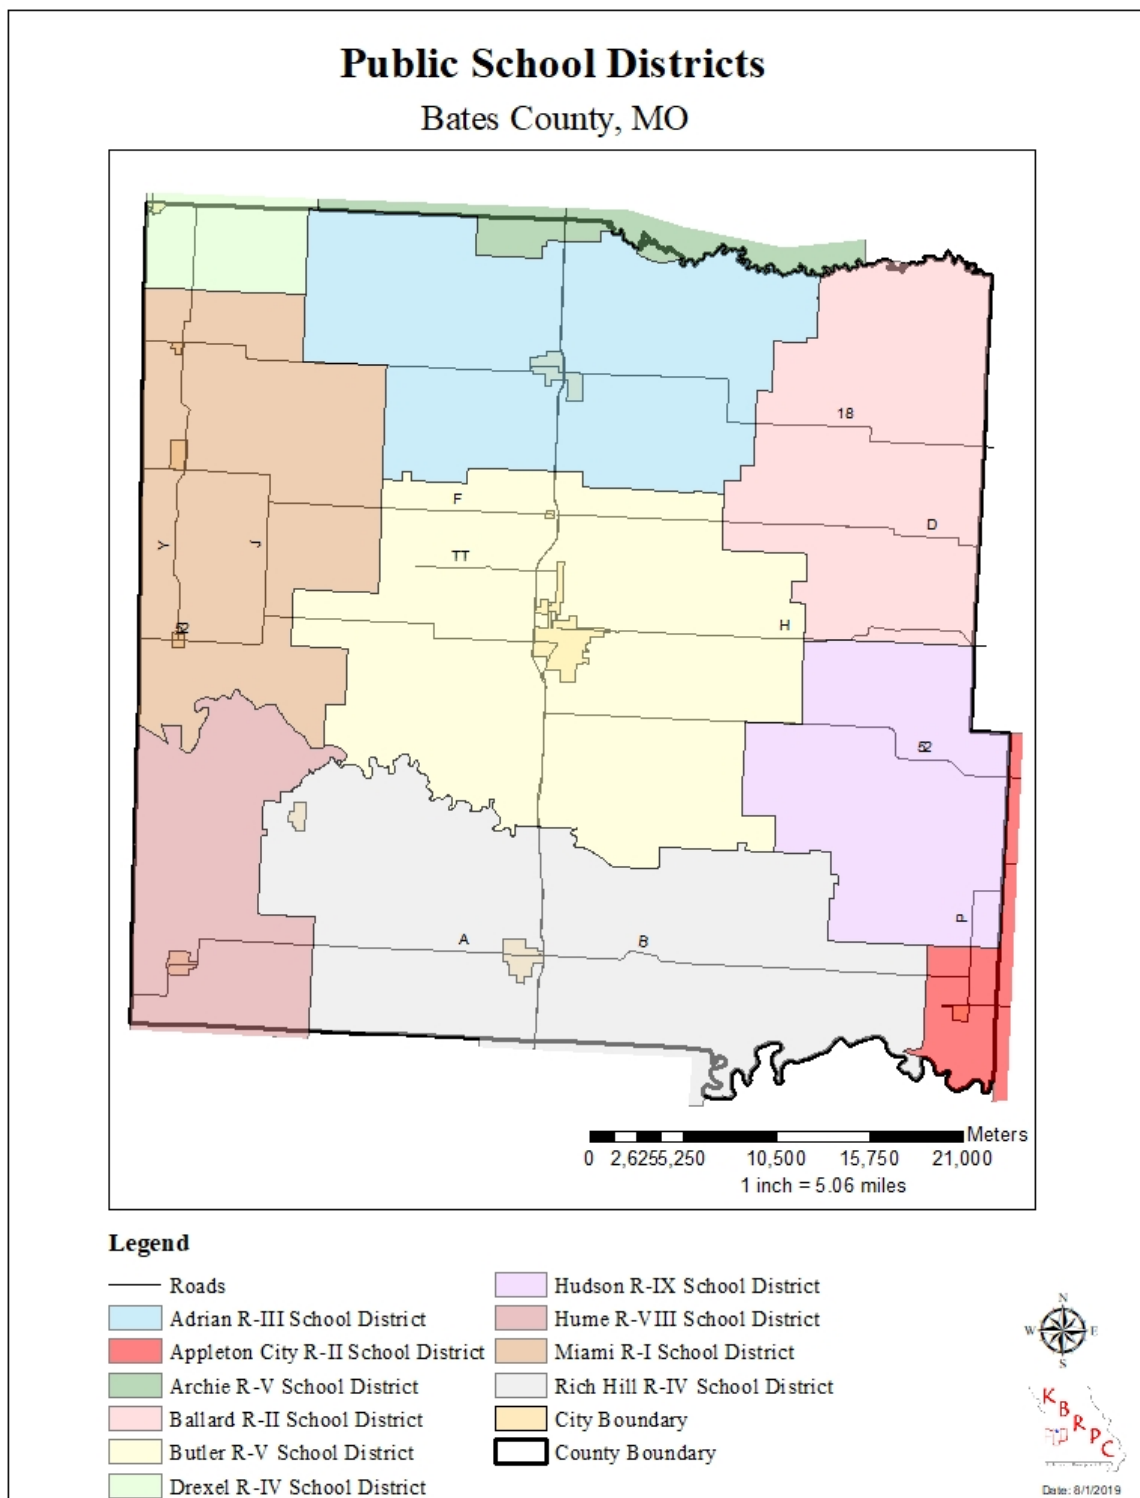 Public School Districts
Bates County, MO
18
F
D
Y
J
TT
H
52
A
B
P
Meters
0 2,625 5,250 10,500 15,750 21,000
1 inch = 5.06 miles
Legend
Roads
Adrian R-III School District
Appleton City R-II School District
Archie R-V School District
Ballard R-II School District
Butler R-V School District
Drexel R-IV School District
Hudson R-IX School District
Hume R-VIII School District
Miami R-I School District
Rich Hill R-IV School District
City Boundary
County Boundary
N
W E
S
K B R P C
Date: 8/1/2019